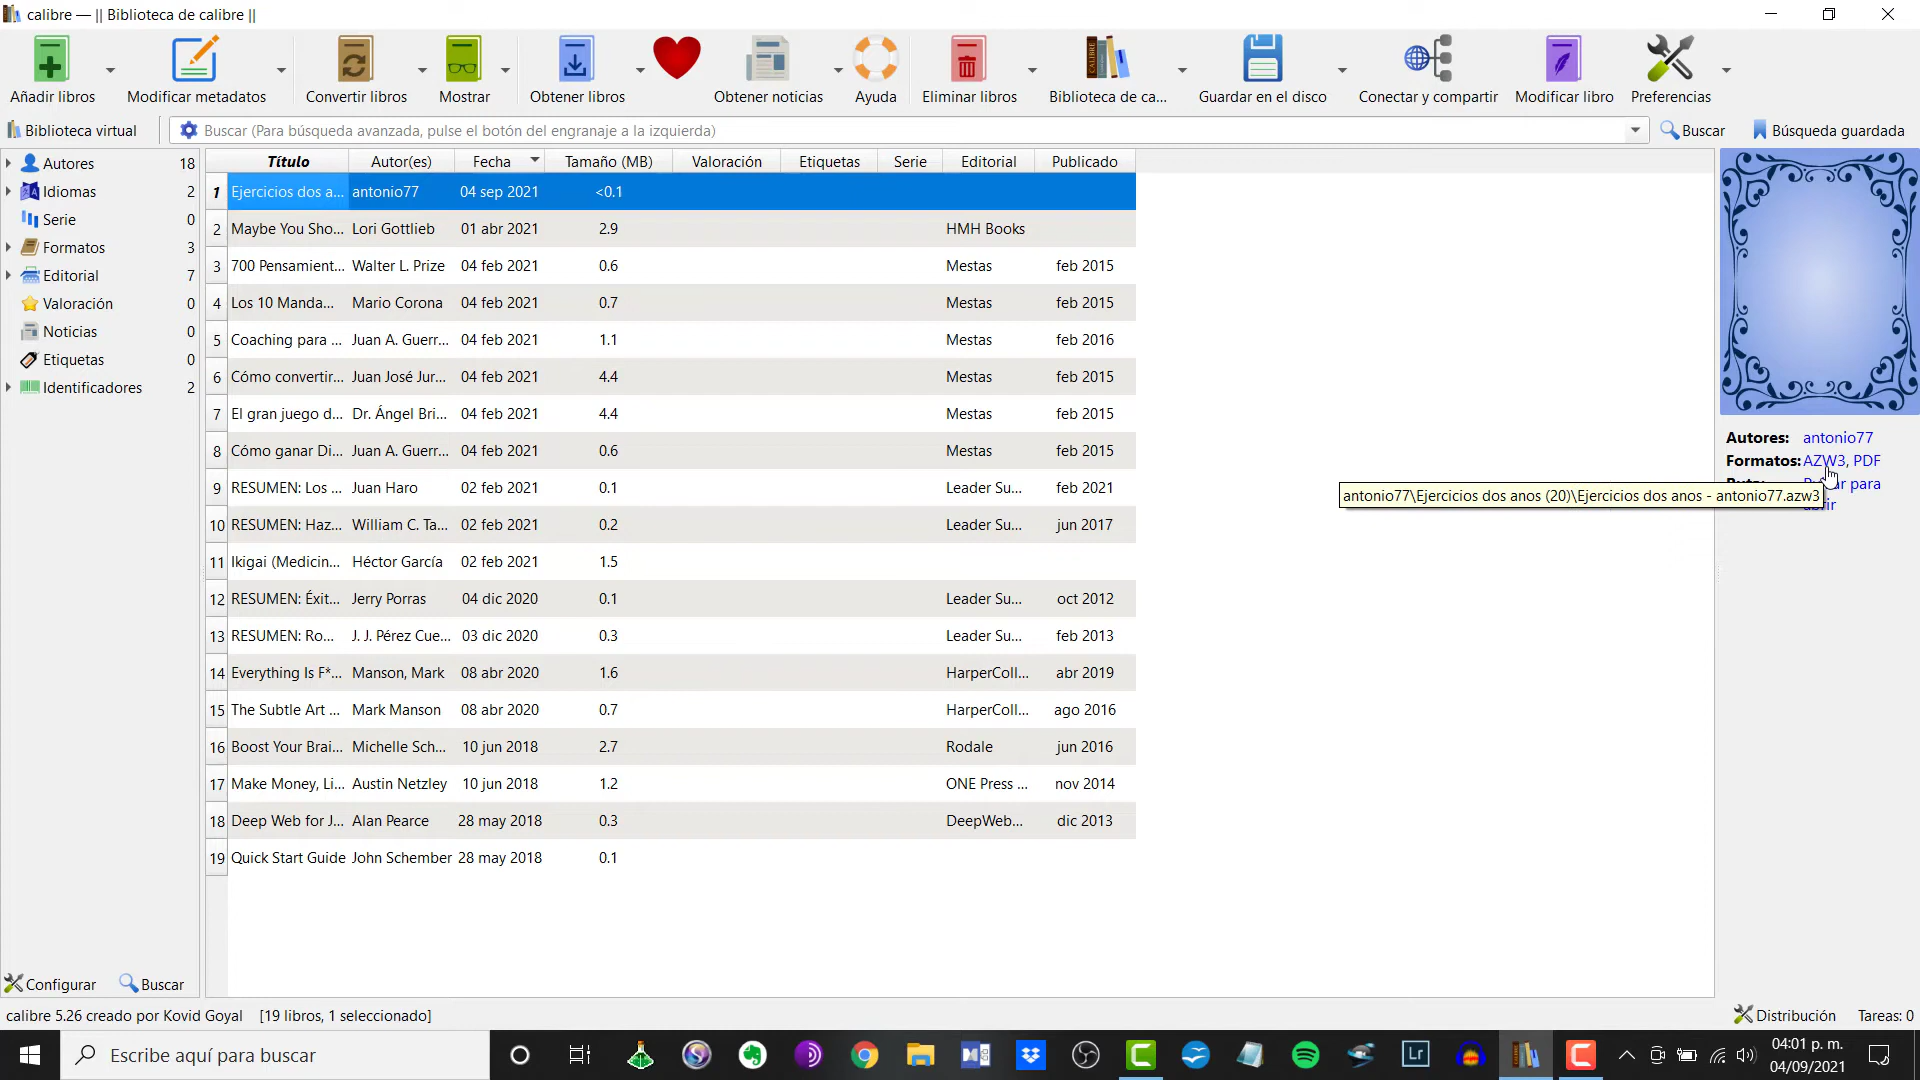 calibre — || Biblioteca de calibre ||
Añadir libros
Modificar metadatos
Convertir libros
Mostrar
Obtener libros
Obtener noticias
Ayuda
Eliminar libros
Biblioteca de ca...
Guardar en el disco
Conectar y compartir
Modificar libro
Preferencias
Biblioteca virtual
Buscar (Para búsqueda avanzada, pulse el botón del engranaje a la izquierda)
Buscar
Búsqueda guardada
Autores 18
Idiomas 2
Serie 0
Formatos 3
Editorial 7
Valoración 0
Noticias 0
Etiquetas 0
Identificadores 2
Título Autor(es) Fecha Tamaño (MB) Valoración Etiquetas Serie Editorial Publicado
1 Ejercicios dos a... antonio77 04 sep 2021 <0.1
2 Maybe You Sho... Lori Gottlieb 01 abr 2021 2.9 HMH Books
3 700 Pensamient... Walter L. Prize 04 feb 2021 0.6 Mestas feb 2015
4 Los 10 Manda... Mario Corona 04 feb 2021 0.7 Mestas feb 2015
5 Coaching para ... Juan A. Guerr... 04 feb 2021 1.1 Mestas feb 2016
6 Cómo convertir... Juan José Jur... 04 feb 2021 4.4 Mestas feb 2015
7 El gran juego d... Dr. Ángel Bri... 04 feb 2021 4.4 Mestas feb 2015
8 Cómo ganar Di... Juan A. Guerr... 04 feb 2021 0.6 Mestas feb 2015
9 RESUMEN: Los ... Juan Haro 02 feb 2021 0.1 Leader Su... feb 2021
10 RESUMEN: Haz... William C. Ta... 02 feb 2021 0.2 Leader Su... jun 2017
11 Ikigai (Medicin... Héctor García 02 feb 2021 1.5
12 RESUMEN: Éxit... Jerry Porras 04 dic 2020 0.1 Leader Su... oct 2012
13 RESUMEN: Ro... J. J. Pérez Cue... 03 dic 2020 0.3 Leader Su... feb 2013
14 Everything Is F*... Manson, Mark 08 abr 2020 1.6 HarperColl... abr 2019
15 The Subtle Art ... Mark Manson 08 abr 2020 0.7 HarperColl... ago 2016
16 Boost Your Brai... Michelle Sch... 10 jun 2018 2.7 Rodale jun 2016
17 Make Money, Li... Austin Netzley 10 jun 2018 1.2 ONE Press ... nov 2014
18 Deep Web for J... Alan Pearce 28 may 2018 0.3 DeepWeb... dic 2013
19 Quick Start Guide John Schember 28 may 2018 0.1
Autores: antonio77
Formatos: AZW3, PDF
para
antonio77\Ejercicios dos anos (20)\Ejercicios dos anos - antonio77.azw3
Configurar
Buscar
calibre 5.26 creado por Kovid Goyal [19 libros, 1 seleccionado]
Distribución
Tareas: 0
Escribe aquí para buscar
Lr
04:01 p. m.
04/09/2021